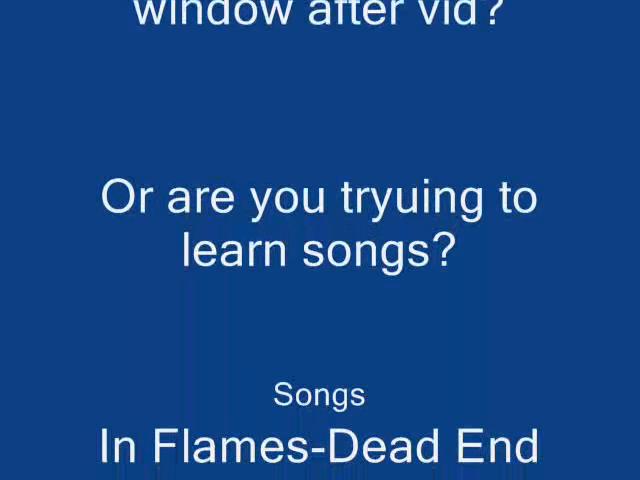 window after vid?
Or are you tryuing to
learn songs?
Songs
In Flames-Dead End